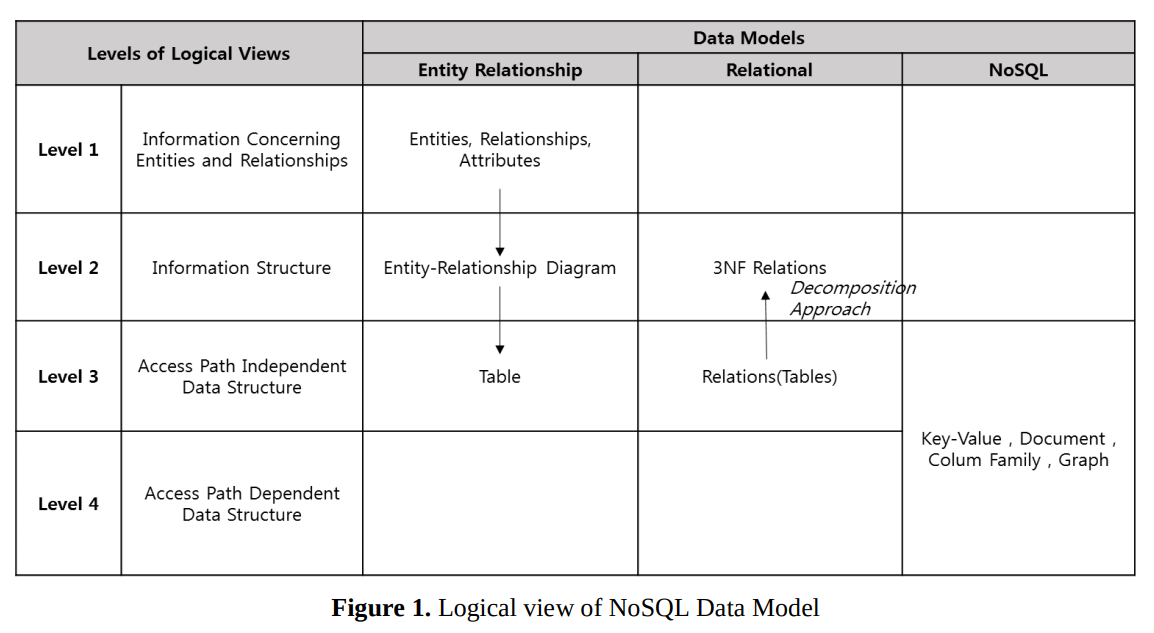 Levels of Logical Views
Data Models
Entity Relationship
Relational
NoSQL
Level 1
Information Concerning
Entities and Relationships
Entities, Relationships,
Attributes
Level 2
Information Structure
Entity-Relationship Diagram
3NF Relations
Decomposition
Approach
Level 3
Access Path Independent
Data Structure
Table
Relations(Tables)
Key-Value , Document ,
Colum Family , Graph
Level 4
Access Path Dependent
Data Structure
Figure 1. Logical view of NoSQL Data Model